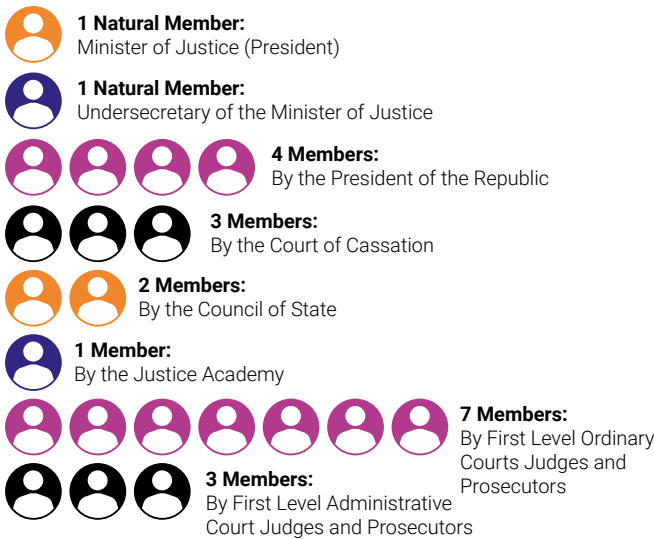 1 Natural Member:
Minister of Justice (President)
1 Natural Member:
Undersecretary of the Minister of Justice
4 Members:
By the President of the Republic
3 Members:
By the Court of Cassation
2 Members:
By the Council of State
1 Member:
By the Justice Academy
7 Members:
By First Level Ordinary
Courts Judges and
Prosecutors
3 Members:
By First Level Administrative
Court Judges and Prosecutors